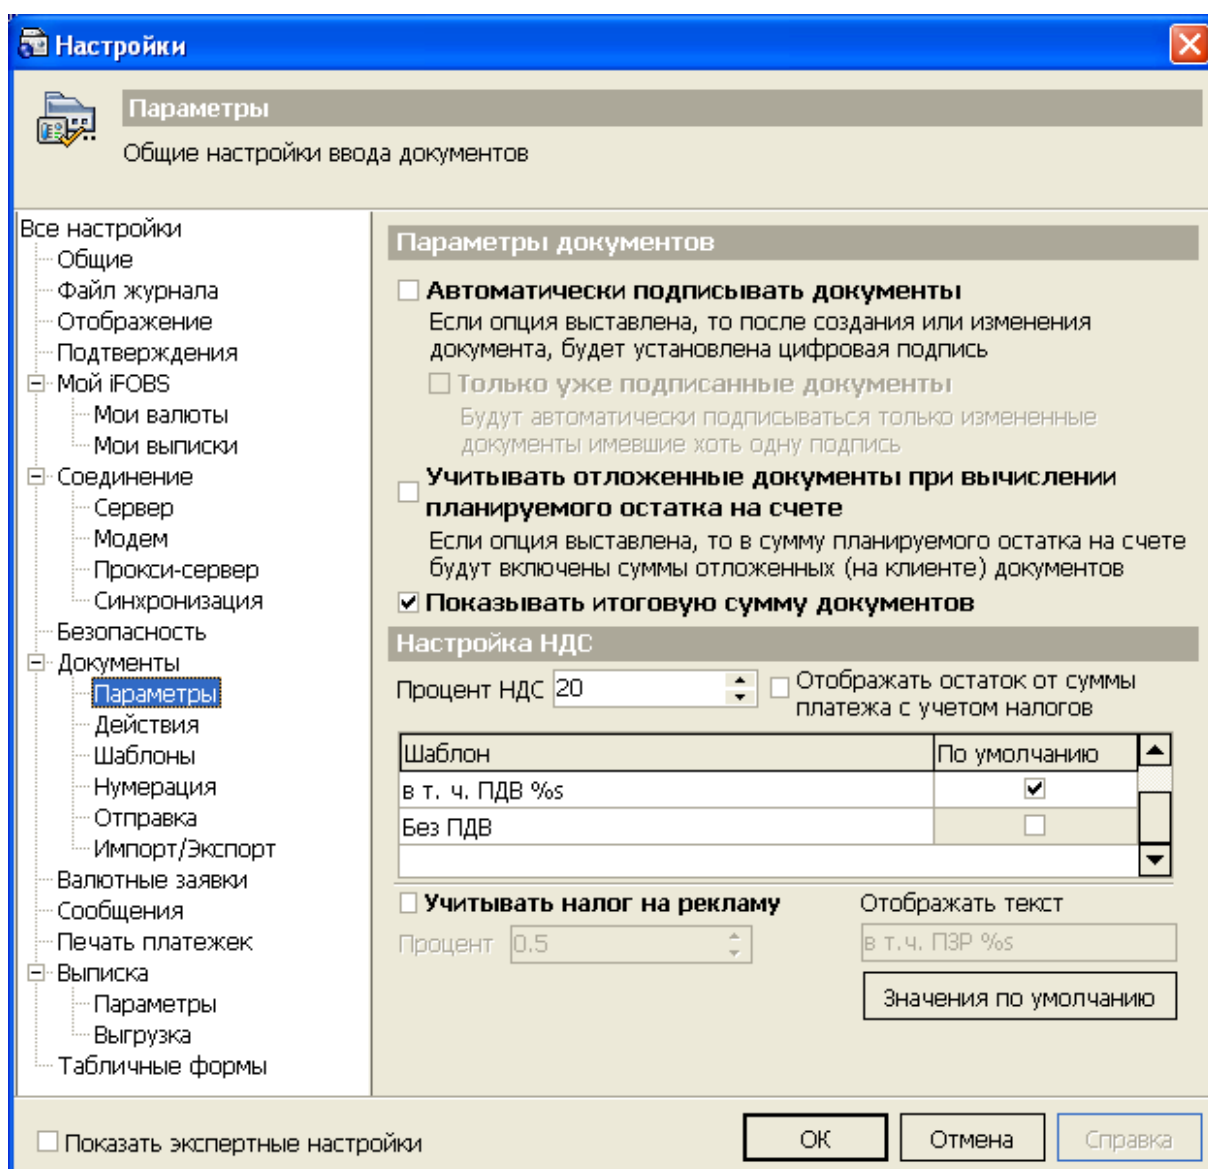 Настройки
Параметры
Общие настройки ввода документов
Все настройки
Общие
Файл журнала
Отображение
Подтверждения
Мой iFOBS
Мои валюты
Мои выписки
Соединение
Сервер
Модем
Прокси-сервер
Синхронизация
Безопасность
Документы
Параметры
Действия
Шаблоны
Нумерация
Отправка
Импорт/Экспорт
Валютные заявки
Сообщения
Печать платежек
Выписка
Параметры
Выгрузка
Табличные формы
Параметры документов
Автоматически подписывать документы
Если опция выставлена, то после создания или изменения
документа, будет установлена цифровая подпись
Только уже подписанные документы
Будут автоматически подписываться только измененные
документы имевшие хоть одну подпись
Учитывать отложенные документы при вычислении
планируемого остатка на счете
Если опция выставлена, то в сумму планируемого остатка на счете
будут включены суммы отложенных (на клиенте) документов
Показывать итоговую сумму документов
Настройка НДС
Процент НДС 20
Отображать остаток от суммы
платежа с учетом налогов
Шаблон По умолчанию
в т. ч. ПДВ %s
Без ПДВ
Учитывать налог на рекламу Отображать текст
Процент 0.5 в т.ч. ПЗР %s
Значения по умолчанию
Показать экспертные настройки
ОК Отмена Справка